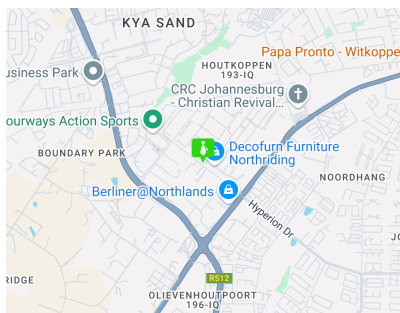 KYA SAND
Papa Pronto - Witkoppe
HOUTKOPPEN
193-IQ
usiness Park
CRC Johannesburg
- Christian Revival...
ourways Action Sports
Decofurn Furniture
Northriding
BOUNDARY PARK
NOORDHANG
Berliner@Northlands
Hyperion Dr
JO
RIDGE
R512
OLIEVENHOUTPOORT
196-IQ